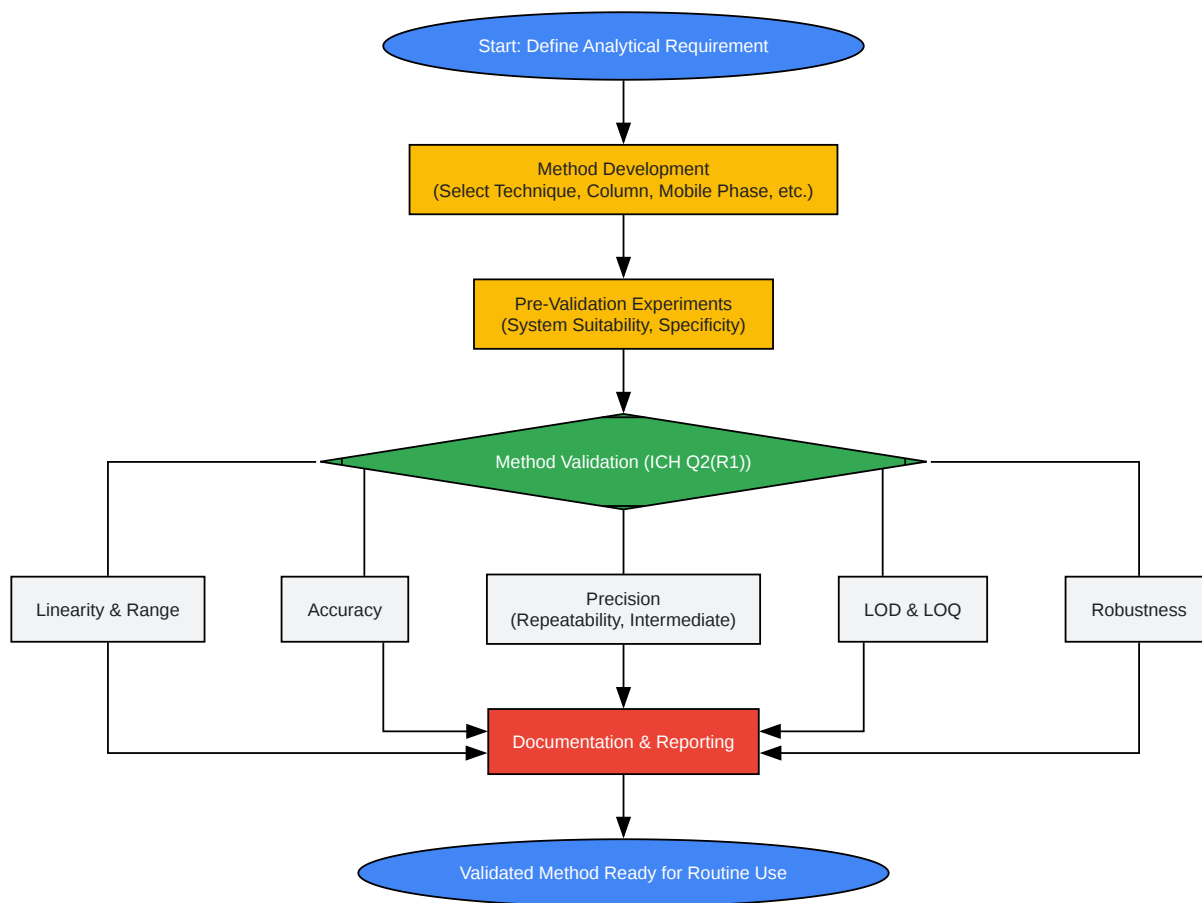 Start: Define Analytical Requirement
Method Development
(Select Technique, Column, Mobile Phase, etc.)
Pre-Validation Experiments
(System Suitability, Specificity)
Method Validation (ICH Q2(R1))
Linearity & Range
Accuracy
Precision
(Repeatability, Intermediate)
LOD & LOQ
Robustness
Documentation & Reporting
Validated Method Ready for Routine Use